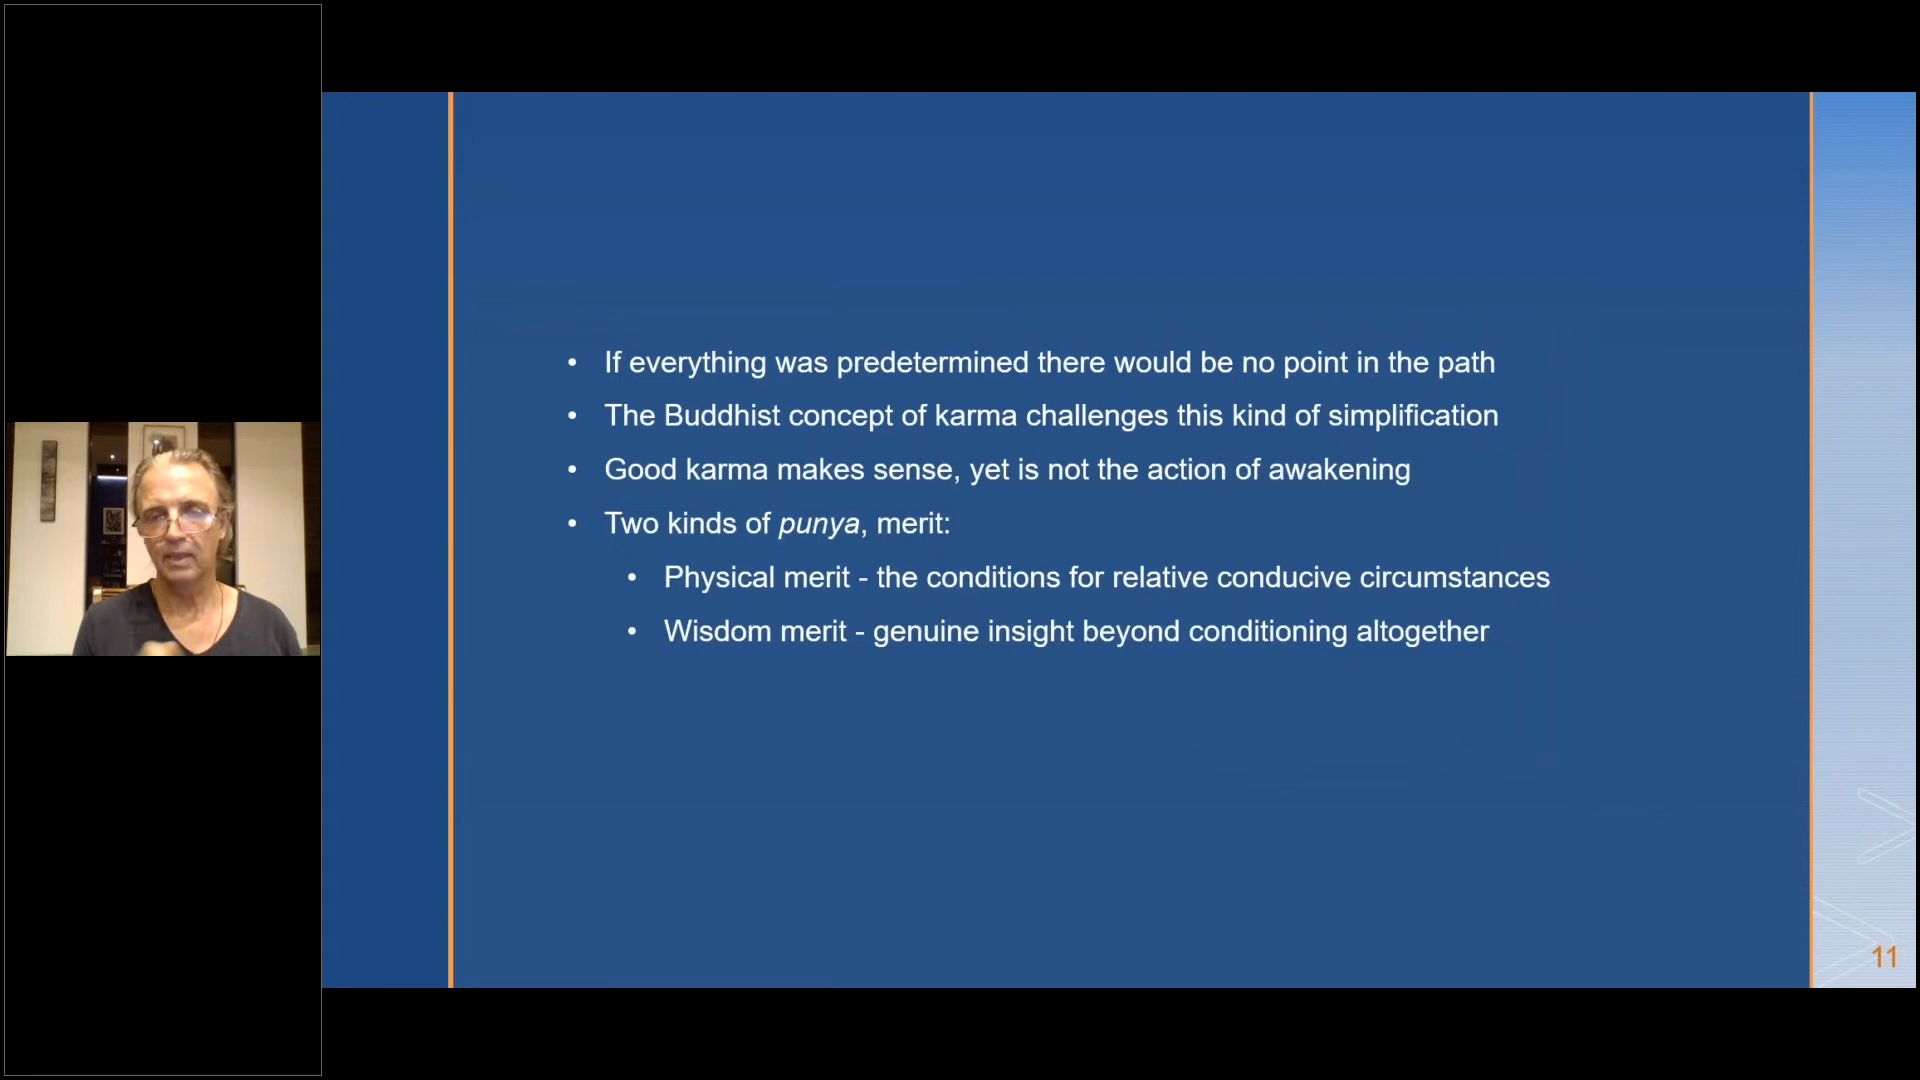 • If everything was predetermined there would be no point in the path
• The Buddhist concept of karma challenges this kind of simplification
• Good karma makes sense, yet is not the action of awakening
• Two kinds of punya, merit:
• Physical merit - the conditions for relative conducive circumstances
• Wisdom merit - genuine insight beyond conditioning altogether
11